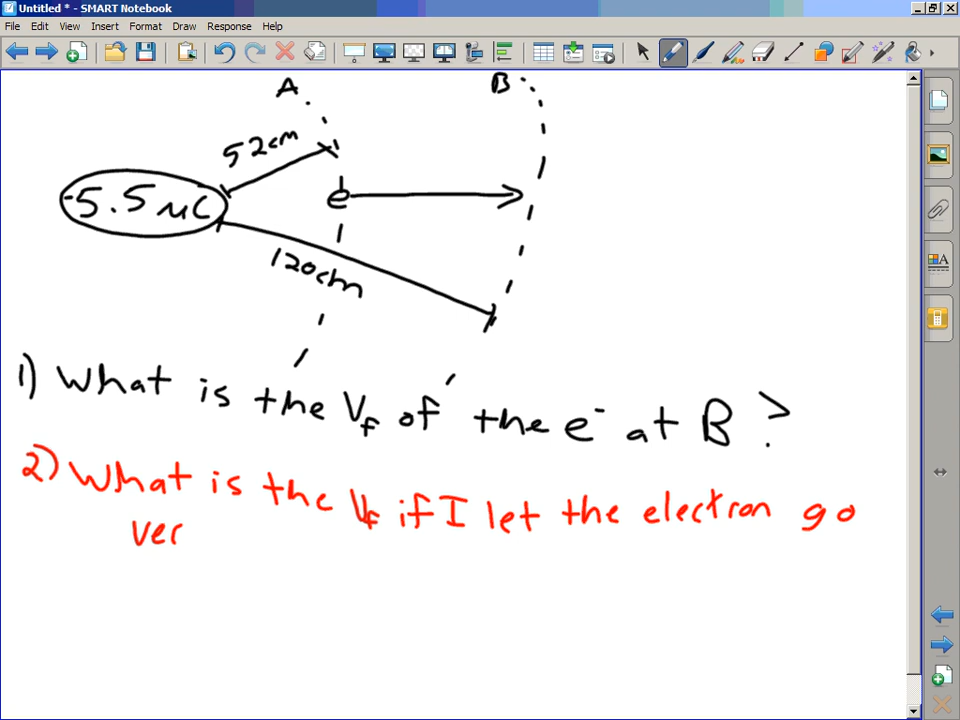 Untitled * - SMART Notebook
File Edit View Insert Format Draw Response Help
A
B
52cm
-5.5 μC
e
120cm
1) What is the Vf of the e⁻ at B?
2) What is the Vf if I let the electron go
ver